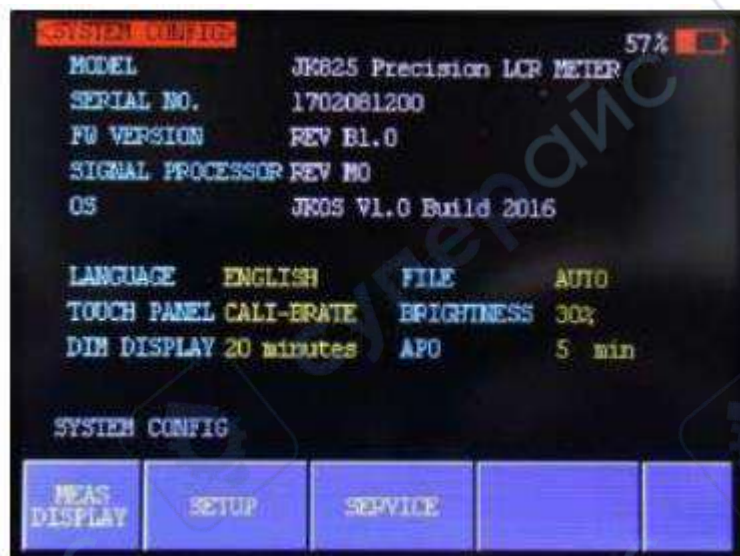 <SYSTEM CONFIG>
57%
MODEL JK825 Precision LCR METER
SERIAL NO. 1702081200
FW VERSION REV B1.0
SIGNAL PROCESSOR REV M0
OS JKOS V1.0 Build 2016
LANGUAGE ENGLISH FILE AUTO
TOUCH PANEL CALI-BRATE BRIGHTNESS 30%
DIM DISPLAY 20 minutes APO 5 min
SYSTEM CONFIG
MEAS DISPLAY SETUP SERVICE
суперайс